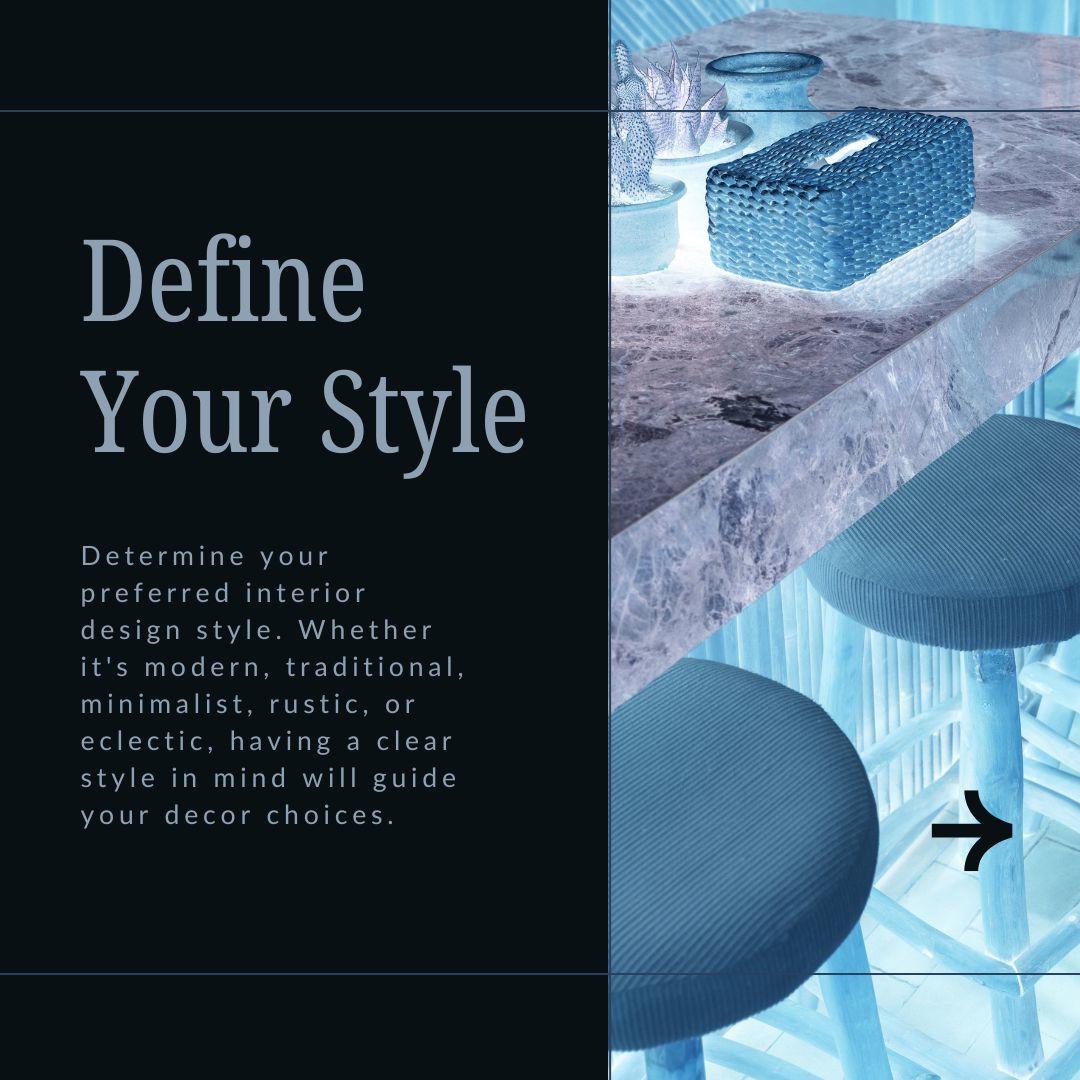 Define
Your Style
Determine your
preferred interior
design style. Whether
it's modern, traditional,
minimalist, rustic, or
eclectic, having a clear
style in mind will guide
your decor choices.